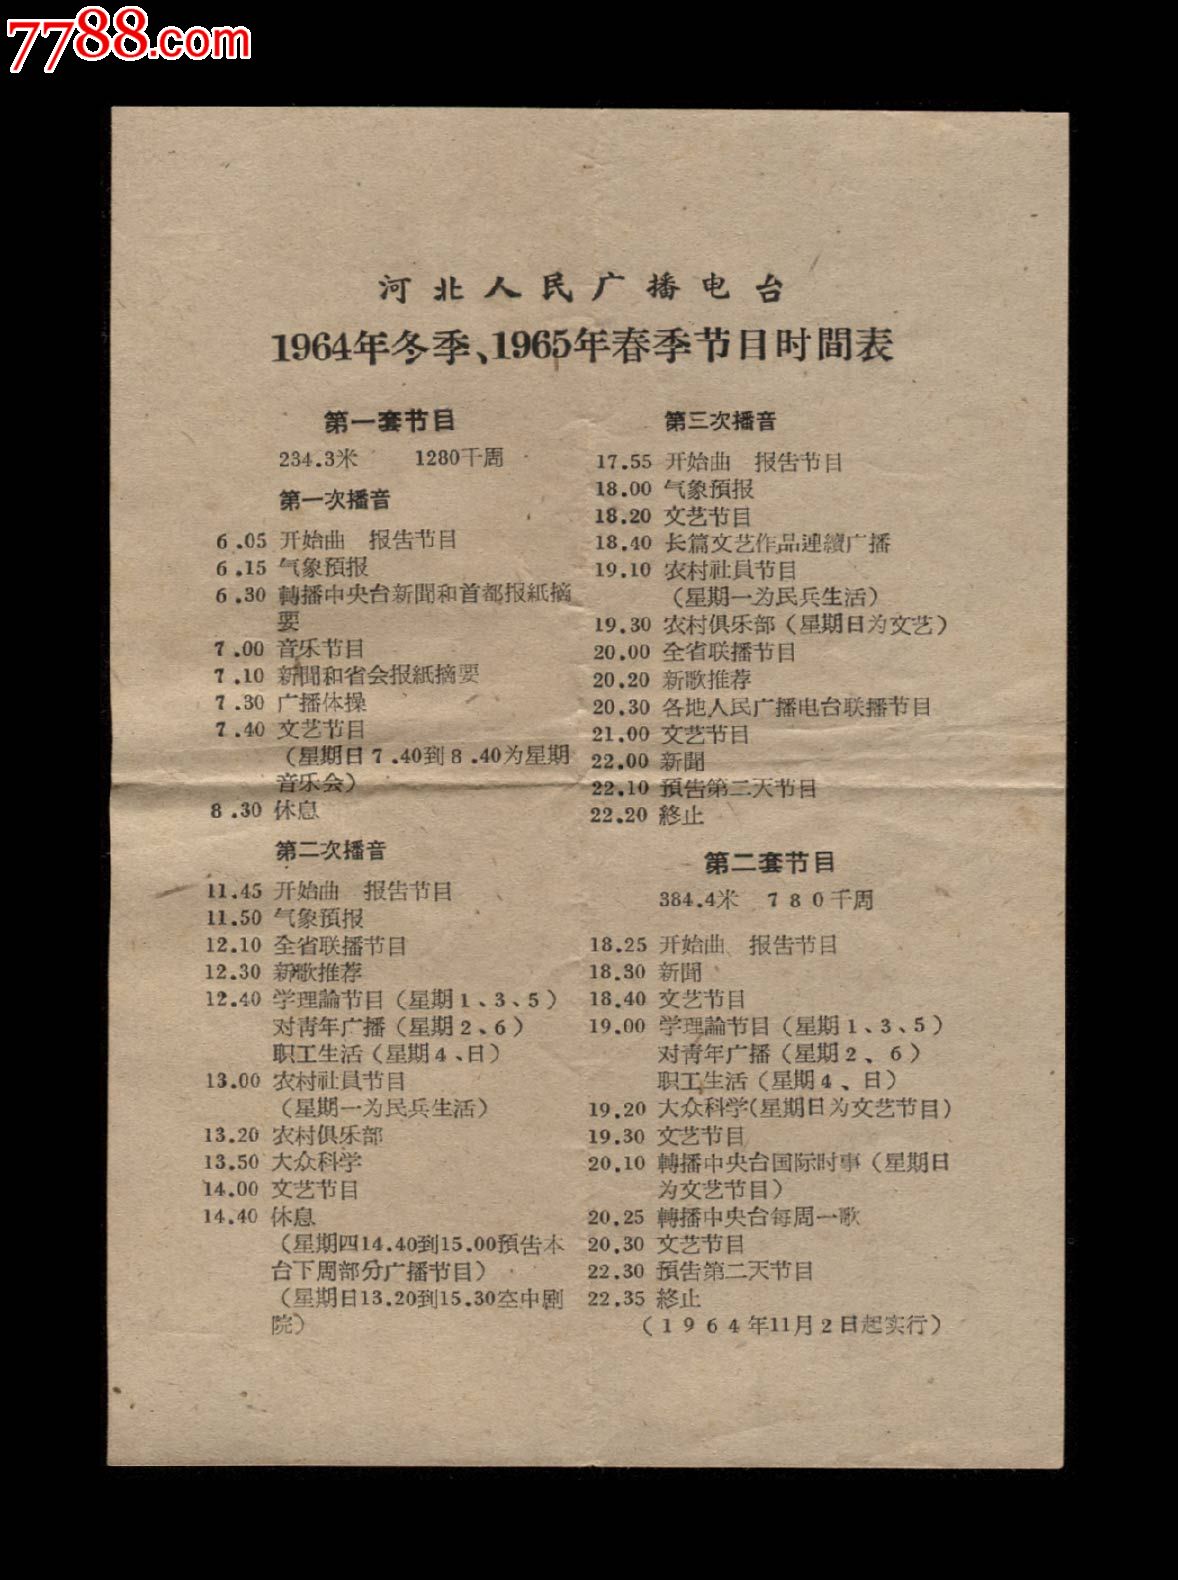 7788.com
河北人民广播电台
1964年冬季、1965年春季节目时間表
第一套节目
234.3米 1280千周
第一次播音
6.05 开始曲 报告节目
6.15 气象預报
6.30 轉播中央台新聞和首都报紙摘
要
7.00 音乐节目
7.10 新聞和省会报紙摘要
7.30 广播体操
7.40 文艺节目
（星期日7.40到8.40为星期
音乐会）
8.30 休息
第二次播音
11.45 开始曲 报告节目
11.50 气象預报
12.10 全省联播节目
12.30 新歌推荐
12.40 学理論节目（星期1、3、5）
对青年广播（星期2、6）
职工生活（星期4、日）
13.00 农村社員节目
（星期一为民兵生活）
13.20 农村俱乐部
13.50 大众科学
14.00 文艺节目
14.40 休息
（星期四14.40到15.00預告本
台下周部分广播节目）
（星期日13.20到15.30空中剧
院）
第三次播音
17.55 开始曲 报告节目
18.00 气象預报
18.20 文艺节目
18.40 长篇文艺作品連續广播
19.10 农村社員节目
（星期一为民兵生活）
19.30 农村俱乐部（星期日为文艺）
20.00 全省联播节目
20.20 新歌推荐
20.30 各地人民广播电台联播节目
21.00 文艺节目
22.00 新聞
22.10 預告第二天节目
22.20 終止
第二套节目
384.4米 780千周
18.25 开始曲、报告节目
18.30 新聞
18.40 文艺节目
19.00 学理論节目（星期1、3、5）
对青年广播（星期2、6）
职工生活（星期4、日）
19.20 大众科学（星期日为文艺节目）
19.30 文艺节目
20.10 轉播中央台国际时事（星期日
为文艺节目）
20.25 轉播中央台每周一歌
20.30 文艺节目
22.30 預告第二天节目
22.35 終止
（1964年11月2日起实行）